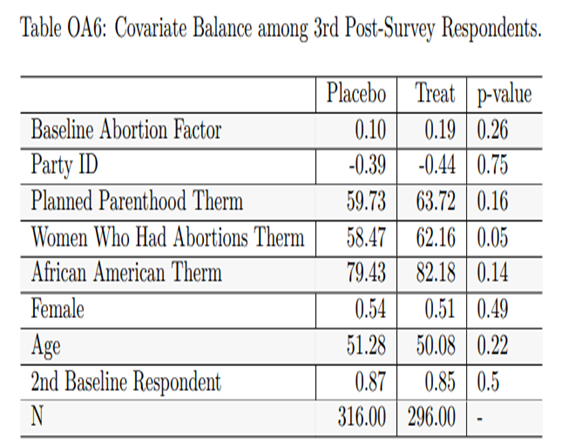 Table OA6: Covariate Balance among 3rd Post-Survey Respondents.
Placebo Treat p-value
Baseline Abortion Factor 0.10 0.19 0.26
Party ID -0.39 -0.44 0.75
Planned Parenthood Therm 59.73 63.72 0.16
Women Who Had Abortions Therm 58.47 62.16 0.05
African American Therm 79.43 82.18 0.14
Female 0.54 0.51 0.49
Age 51.28 50.08 0.22
2nd Baseline Respondent 0.87 0.85 0.5
N 316.00 296.00 -